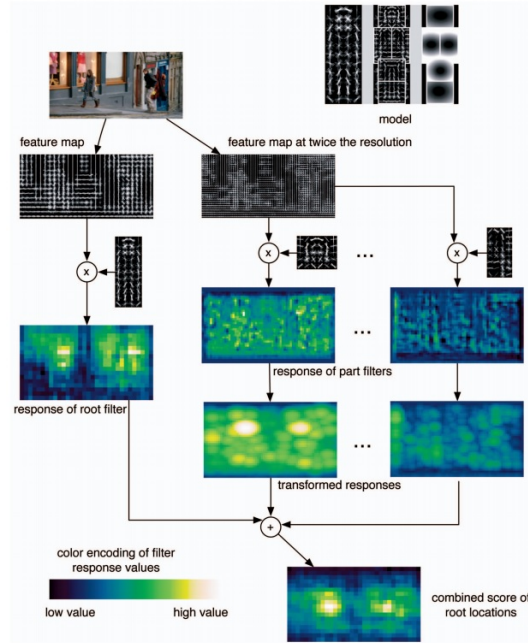 model
feature map
feature map at twice the resolution
x
x
...
x
...
response of part filters
response of root filter
...
transformed responses
+
color encoding of filter
response values
low value
high value
combined score of
root locations